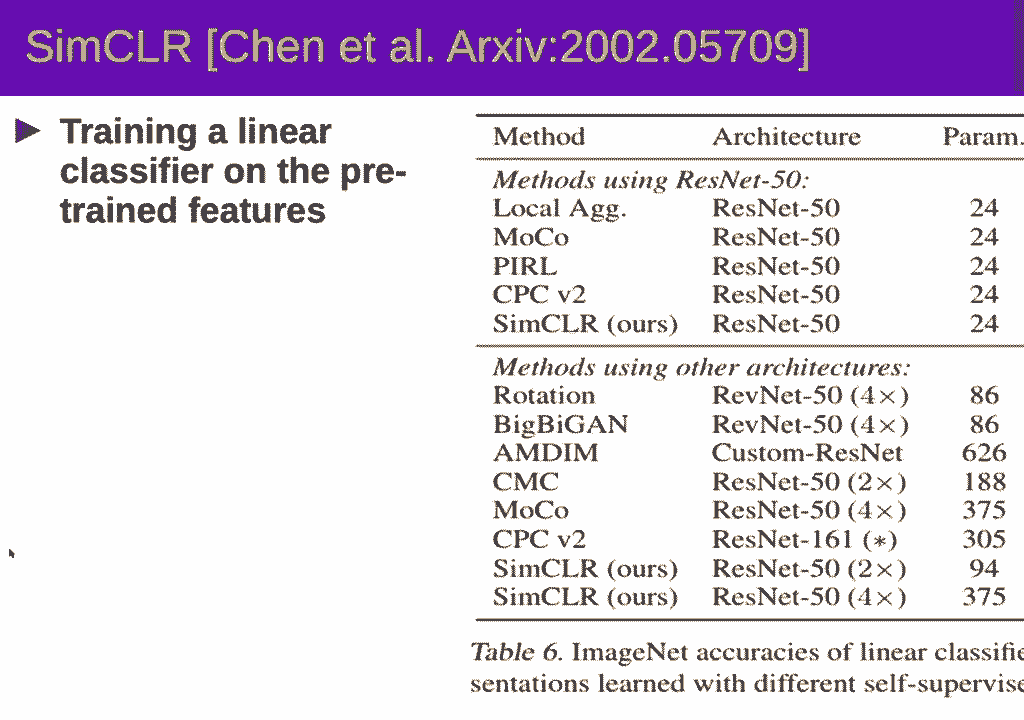 SimCLR [Chen et al. Arxiv:2002.05709]
► Training a linear
classifier on the pre-
trained features
Method Architecture Param.
Methods using ResNet-50:
Local Agg. ResNet-50 24
MoCo ResNet-50 24
PIRL ResNet-50 24
CPC v2 ResNet-50 24
SimCLR (ours) ResNet-50 24
Methods using other architectures:
Rotation RevNet-50 (4×) 86
BigBiGAN RevNet-50 (4×) 86
AMDIM Custom-ResNet 626
CMC ResNet-50 (2×) 188
MoCo ResNet-50 (4×) 375
CPC v2 ResNet-161 (∗) 305
SimCLR (ours) ResNet-50 (2×) 94
SimCLR (ours) ResNet-50 (4×) 375
Table 6. ImageNet accuracies of linear classifie
sentations learned with different self-supervise